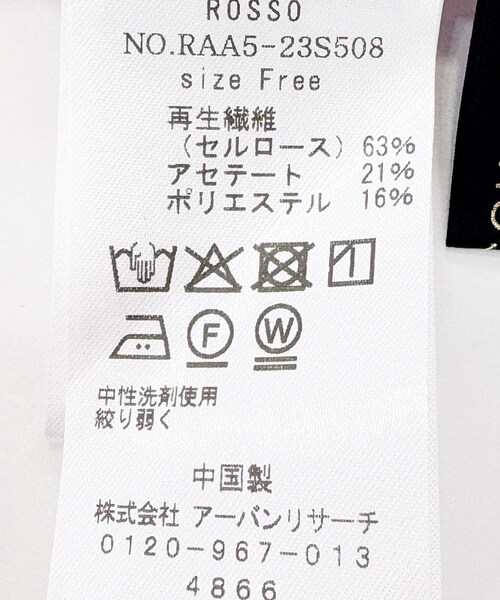 ROSSO
NO.RAA5-23S508
size Free
再生繊維
（セルロース）63%
アセテート 21%
ポリエステル 16%
F W
中性洗剤使用
絞り弱く
中国製
株式会社 アーバンリサーチ
0120-967-013
4866